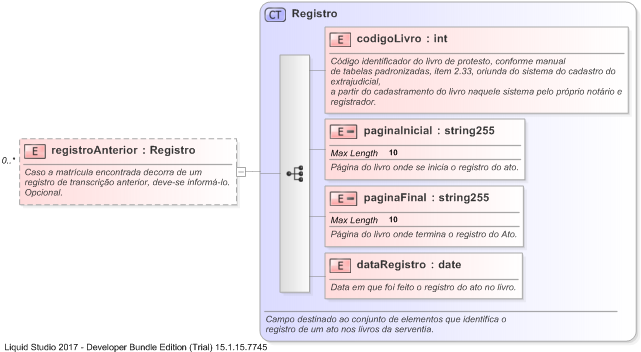 CT Registro
E codigoLivro : int
Código identificador do livro de protesto, conforme manual
de tabelas padronizadas, item 2.33, oriunda do sistema do cadastro do
extrajudicial,
a partir do cadastramento do livro naquele sistema pelo próprio notário e
registrador.
0..*
E registroAnterior : Registro
Caso a matrícula encontrada decorra de um
registro de transcrição anterior, deve-se informá-lo.
Opcional.
E paginaInicial : string255
Max Length 10
Página do livro onde se inicia o registro do ato.
E paginaFinal : string255
Max Length 10
Página do livro onde termina o registro do Ato.
E dataRegistro : date
Data em que foi feito o registro do ato no livro.
Campo destinado ao conjunto de elementos que identifica o
registro de um ato nos livros da serventia.
Liquid Studio 2017 - Developer Bundle Edition (Trial) 15.1.15.7745